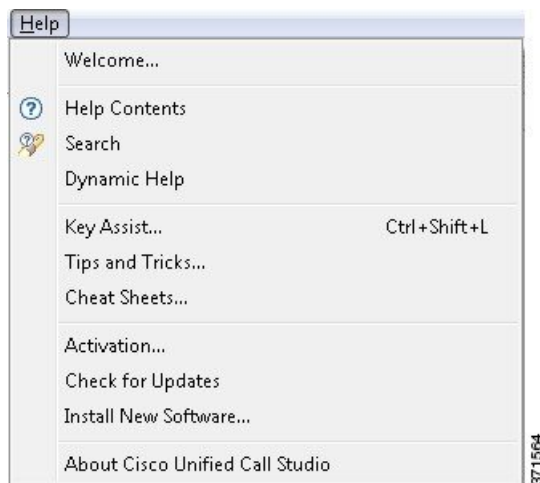 Help
Welcome...
Help Contents
Search
Dynamic Help
Key Assist... Ctrl+Shift+L
Tips and Tricks...
Cheat Sheets...
Activation...
Check for Updates
Install New Software...
About Cisco Unified Call Studio
371564